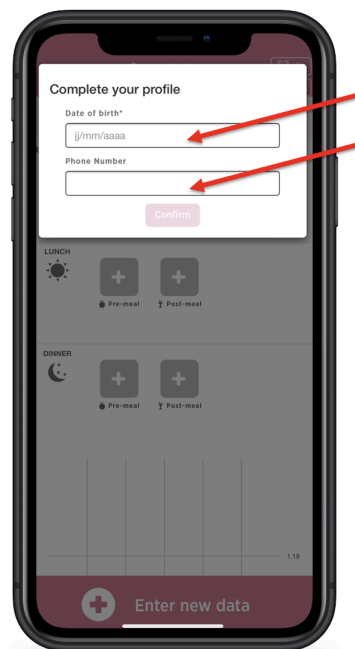 Complete your profile
Date of birth*
jj/mm/aaaa
Phone Number
Confirm
LUNCH
Pre-meal Post-meal
DINNER
Pre-meal Post-meal
1.19
Enter new data